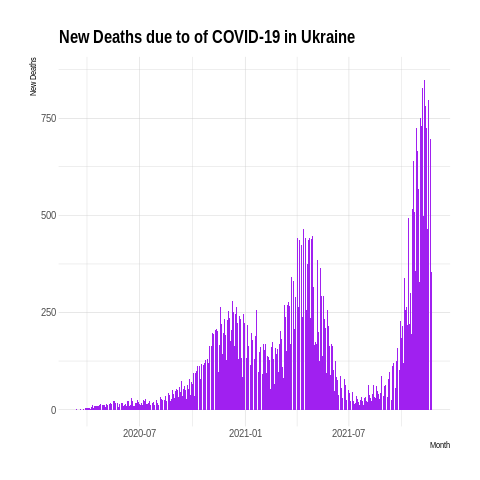 New Deaths due to of COVID-19 in Ukraine
New Deaths
750
500
250
0
2020-07
2021-01
2021-07
Month